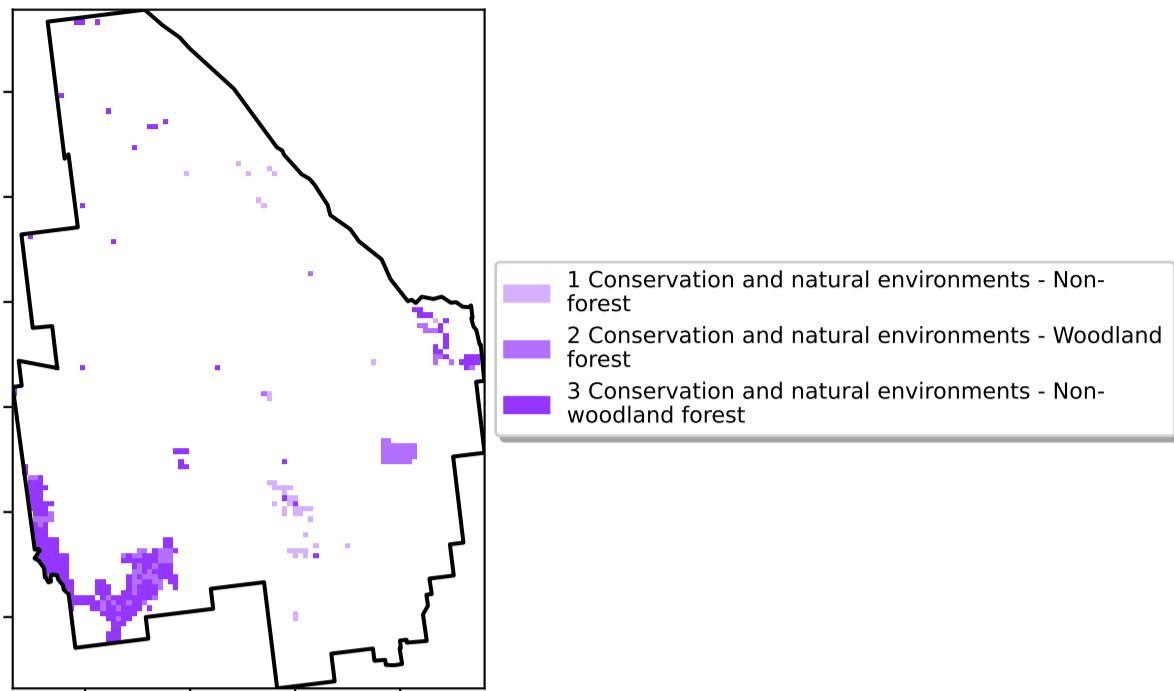 1 Conservation and natural environments - Non-
forest
2 Conservation and natural environments - Woodland
forest
3 Conservation and natural environments - Non-
woodland forest